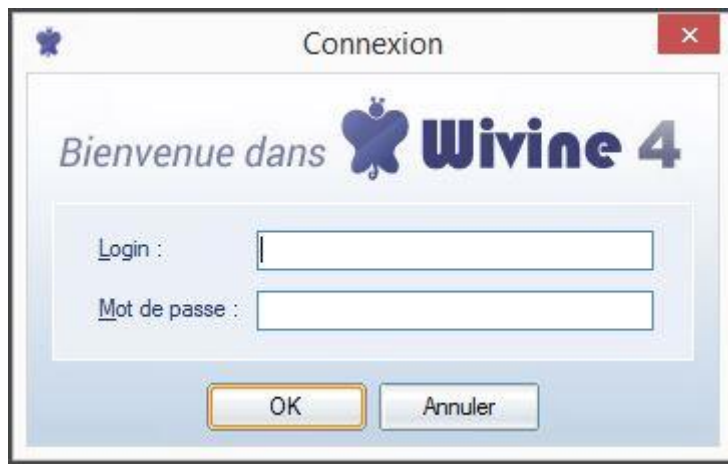 Connexion
Bienvenue dans Wivine 4
Login :
Mot de passe :
OK
Annuler